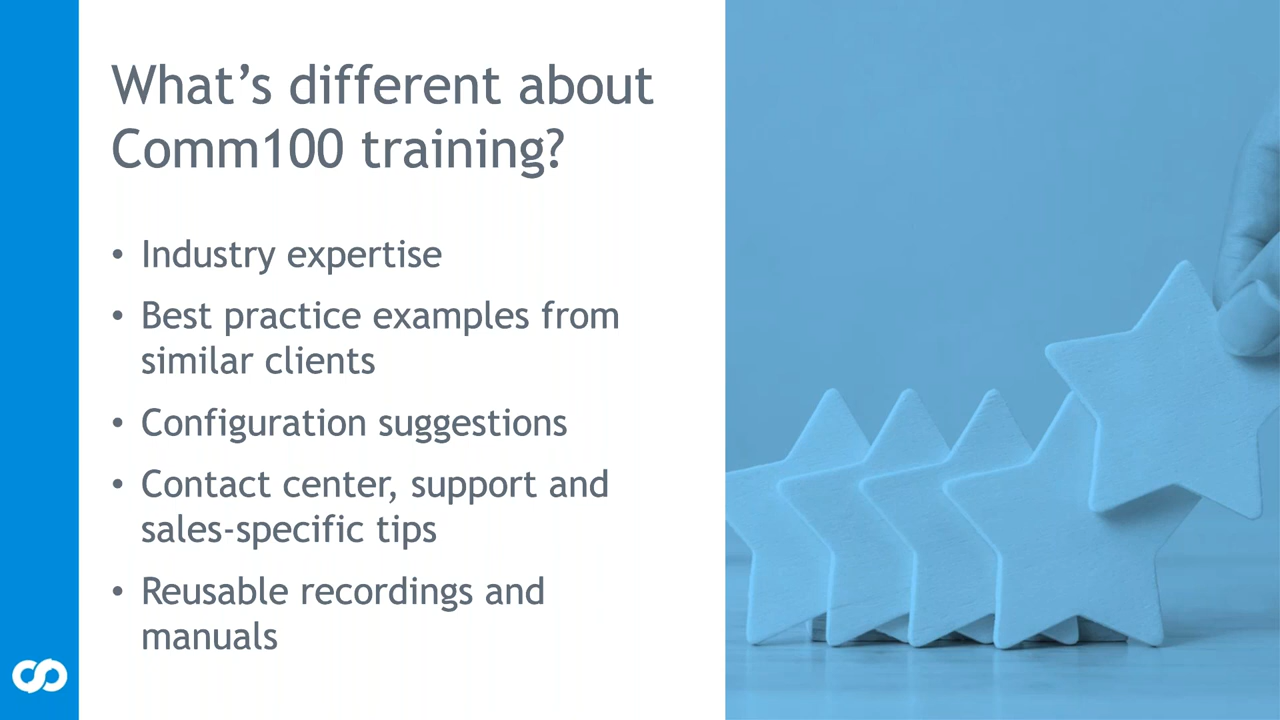 What’s different about
Comm100 training?
• Industry expertise
• Best practice examples from
similar clients
• Configuration suggestions
• Contact center, support and
sales-specific tips
• Reusable recordings and
manuals